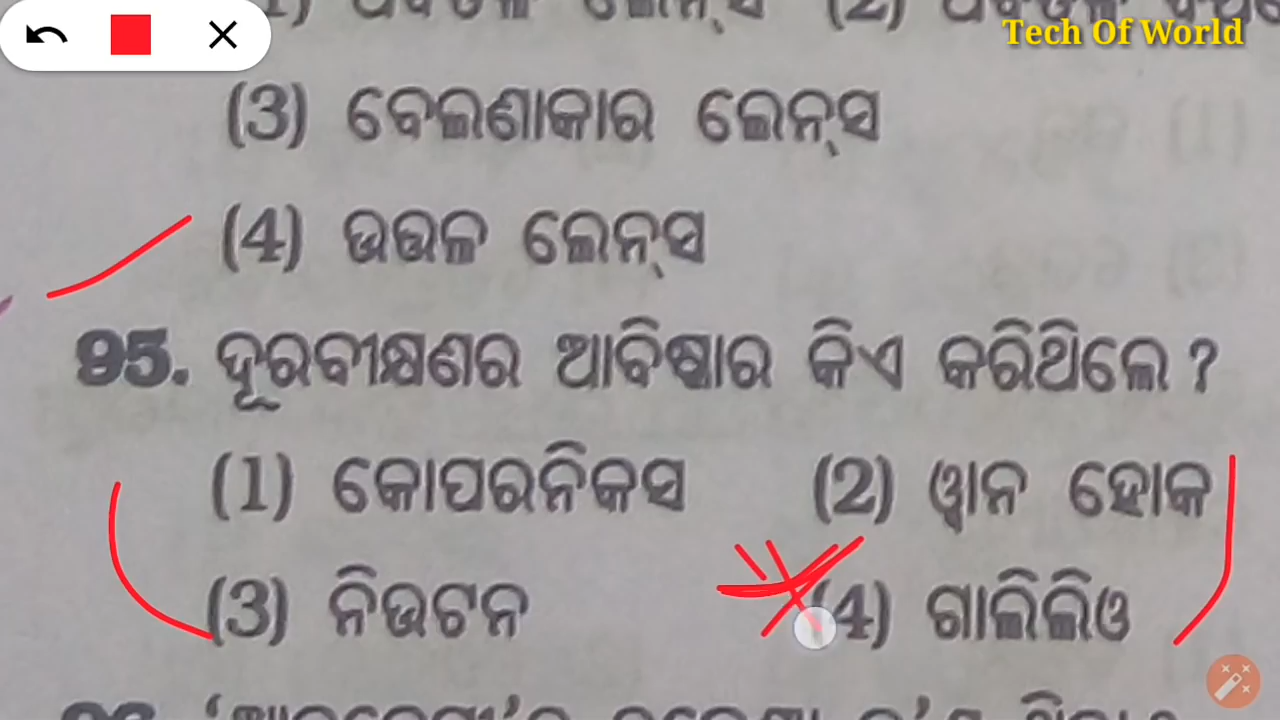 Tech Of World
(3) ବେଲଣାକାର ଲେନ୍‌ସ
(4) ଉତ୍ତଳ ଲେନ୍‌ସ
95. ଦୂରବୀକ୍ଷଣର ଆବିଷ୍କାର କିଏ କରିଥିଲେ ?
(1) କୋପରନିକସ (2) ୱାନ ହୋକ
(3) ନିଉଟନ (4) ଗାଲିଲିଓ